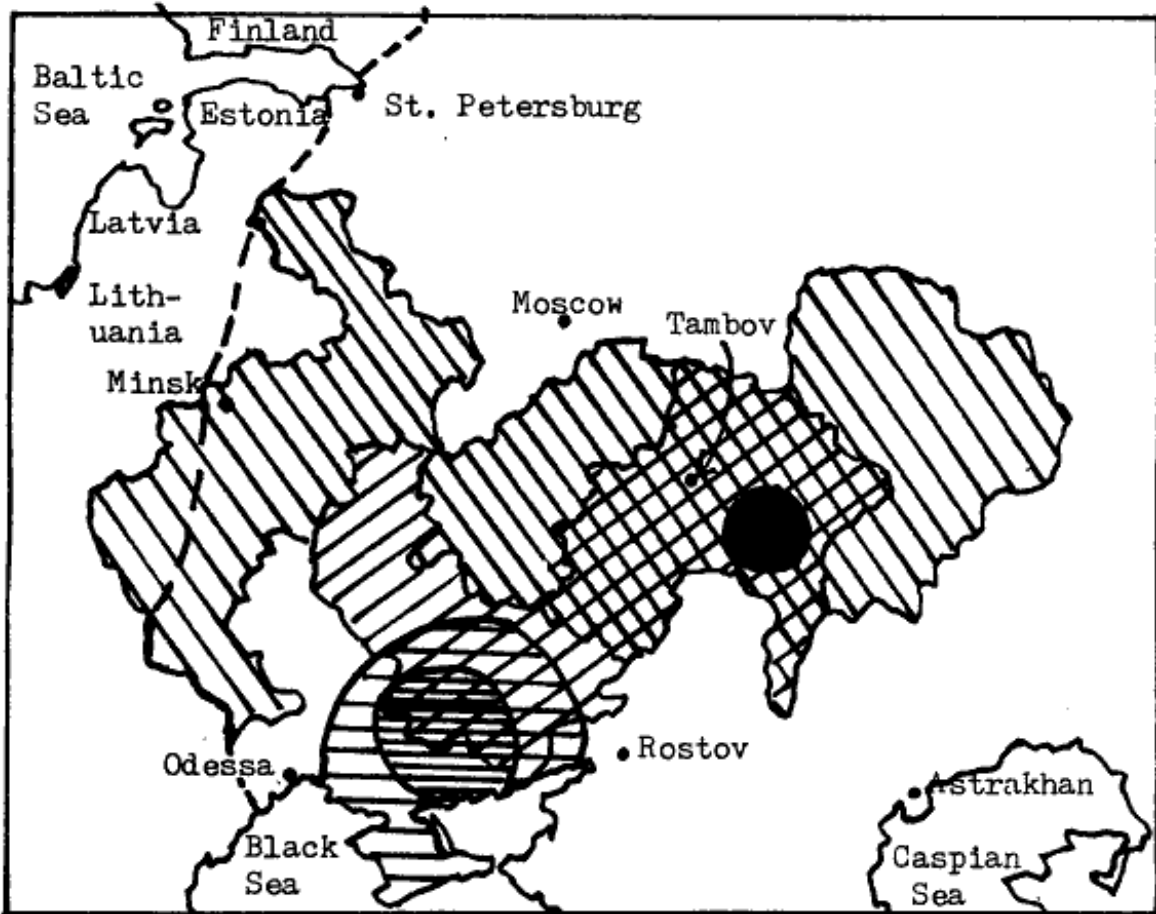 Finland
Baltic
Sea
Estonia
St. Petersburg
Latvia
Lith-
uania
Moscow
Tambov
Minsk
Rostov
Odessa
Astrakhan
Black
Sea
Caspian
Sea